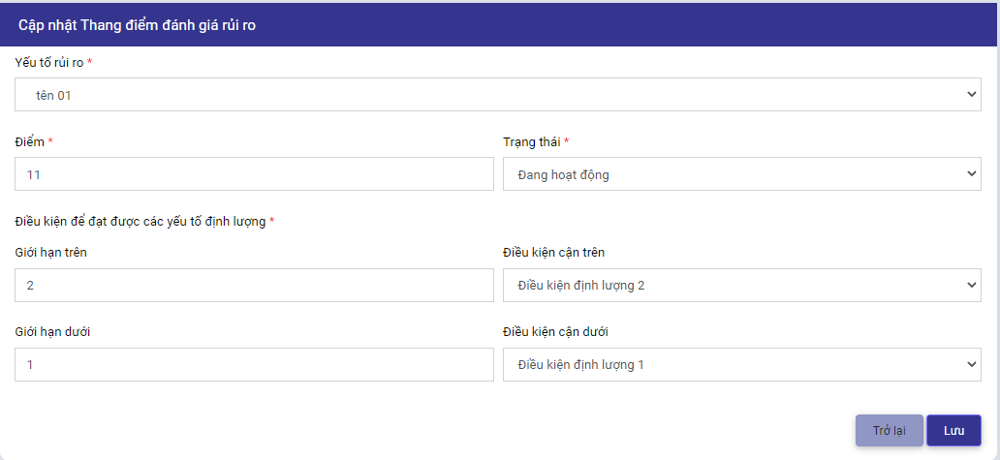 Cập nhật Thang điểm đánh giá rủi ro
Yếu tố rủi ro *
tên 01
Điểm * Trạng thái *
11 Đang hoạt động
Điều kiện để đạt được các yếu tố định lượng *
Giới hạn trên Điều kiện cận trên
2 Điều kiện định lượng 2
Giới hạn dưới Điều kiện cận dưới
1 Điều kiện định lượng 1
Trở lại Lưu